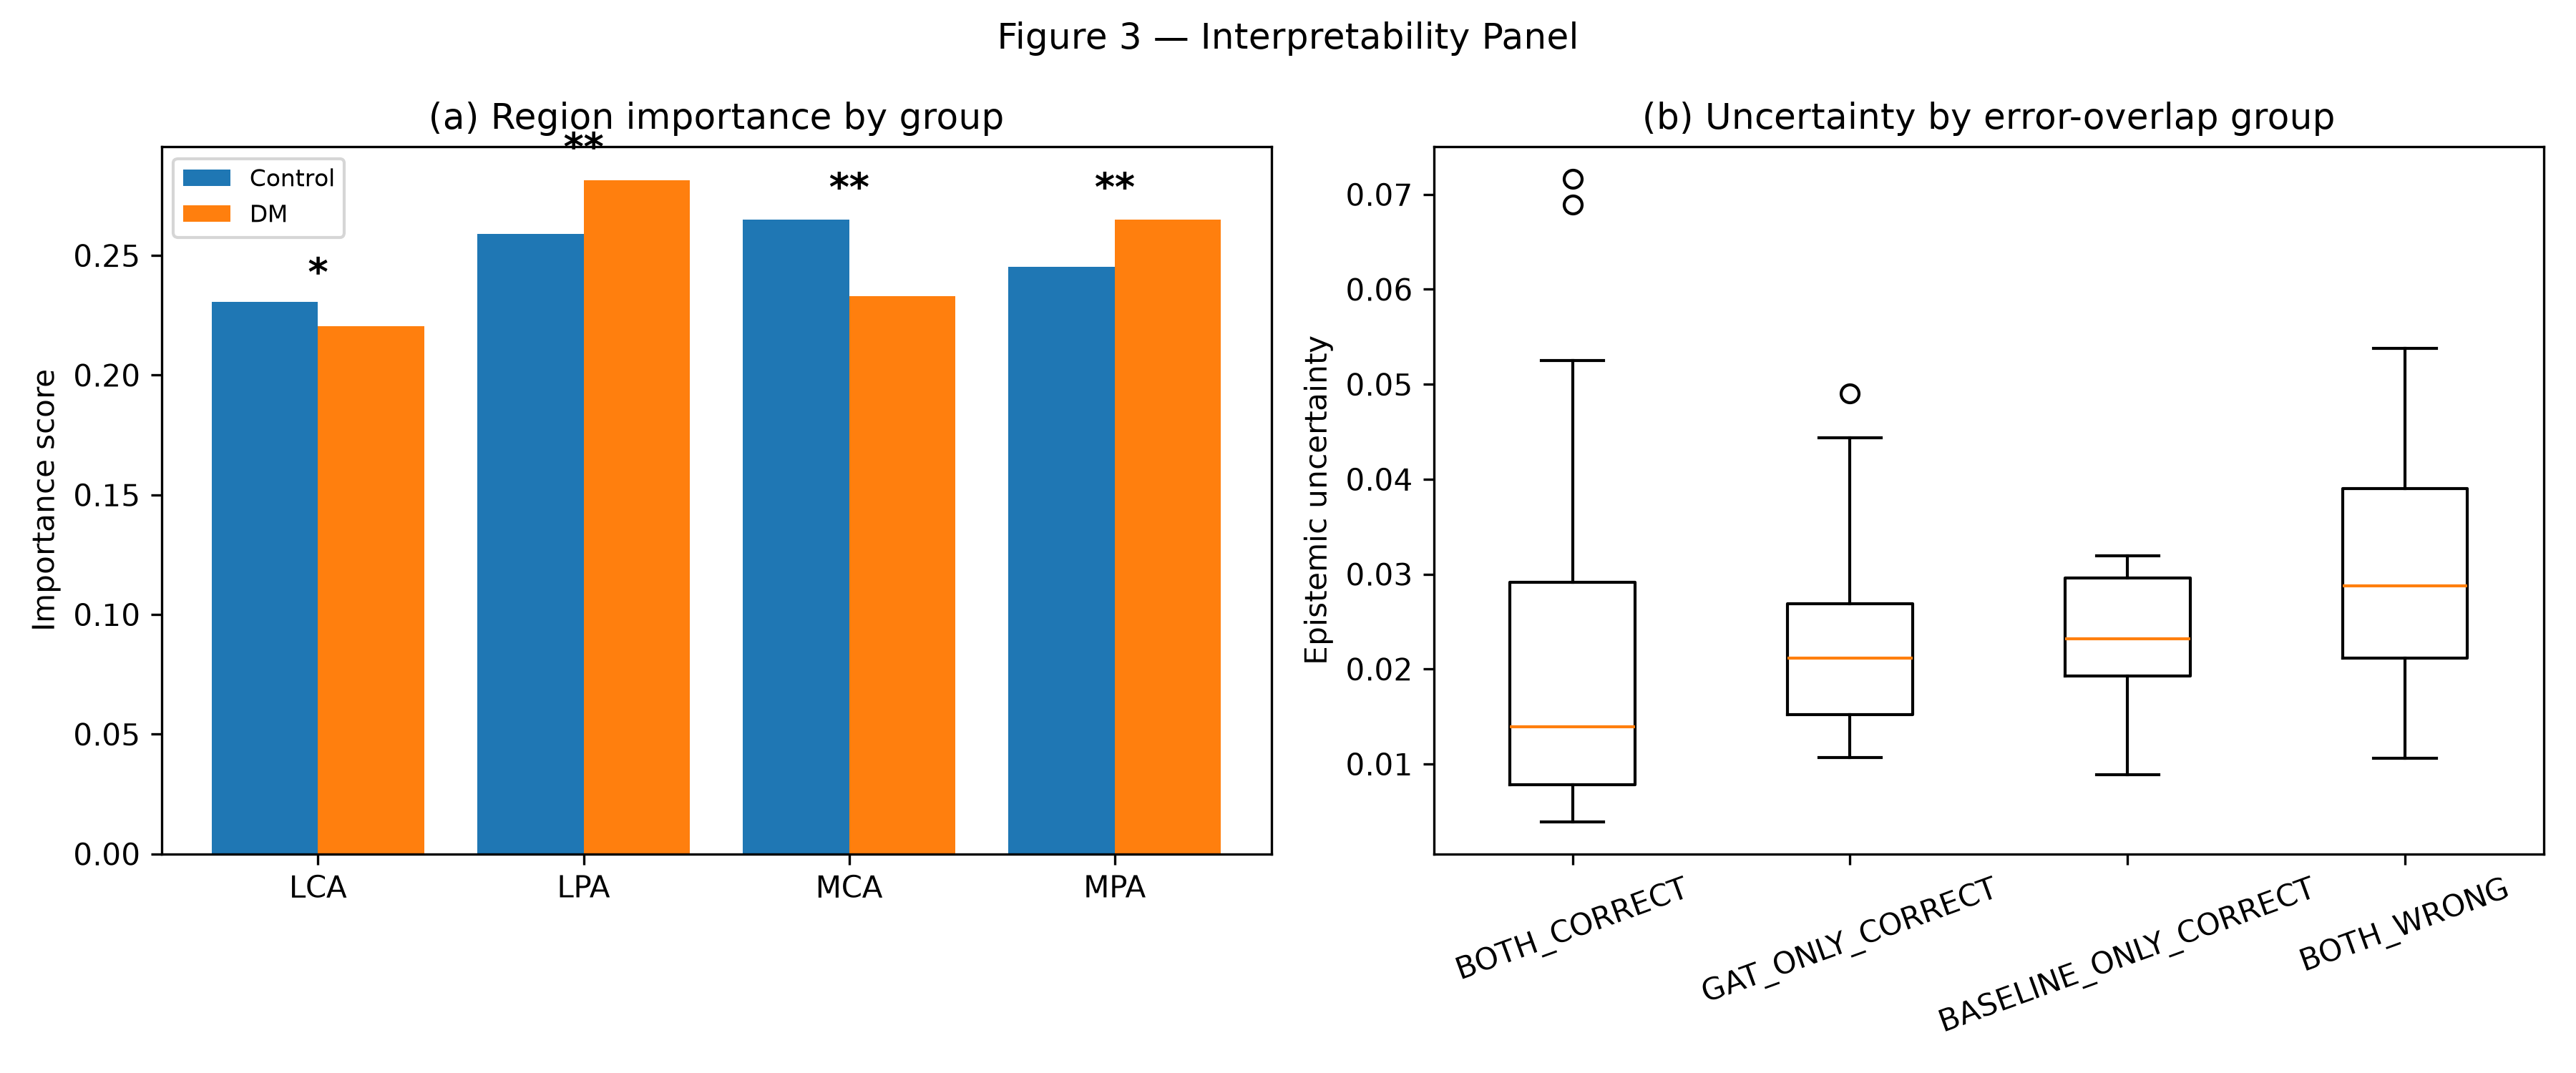 Figure 3 — Interpretability Panel
(a) Region importance by group
**
Control
DM
*
**
**
Importance score
0.25
0.20
0.15
0.10
0.05
0.00
LCA
LPA
MCA
MPA
(b) Uncertainty by error-overlap group
Epistemic uncertainty
0.07
0.06
0.05
0.04
0.03
0.02
0.01
BOTH_CORRECT
GAT_ONLY_CORRECT
BASELINE_ONLY_CORRECT
BOTH_WRONG